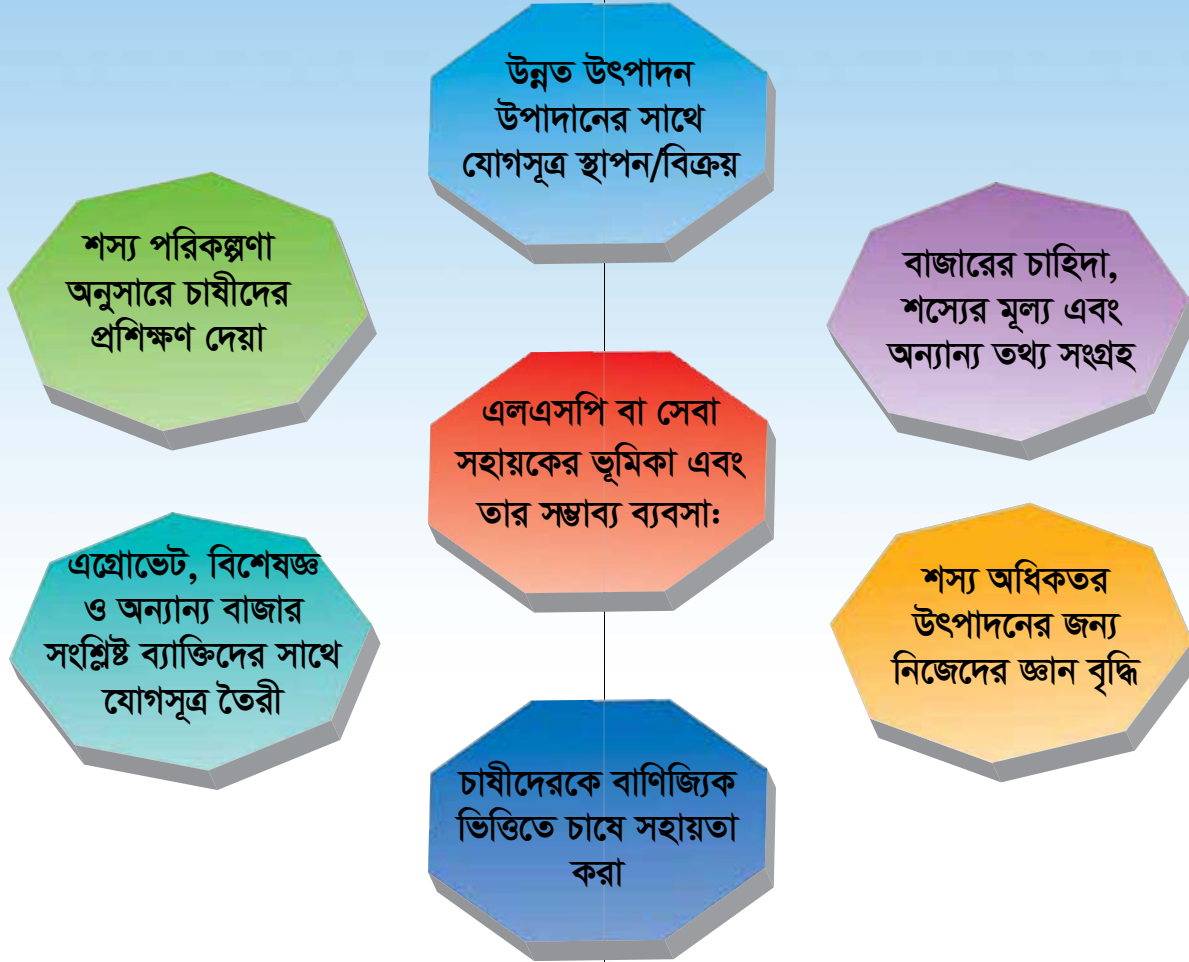 উন্নত উৎপাদন
উপাদানের সাথে
যোগসূত্র স্থাপন/বিক্রয়
শস্য পরিকল্পণা
অনুসারে চাষীদের
প্রশিক্ষণ দেয়া
বাজারের চাহিদা,
শস্যের মূল্য এবং
অন্যান্য তথ্য সংগ্রহ
এলএসপি বা সেবা
সহায়কের ভূমিকা এবং
তার সম্ভাব্য ব্যবসা:
এগ্রোভেট, বিশেষজ্ঞ
ও অন্যান্য বাজার
সংশ্লিষ্ট ব্যাক্তিদের সাথে
যোগসূত্র তৈরী
শস্য অধিকতর
উৎপাদনের জন্য
নিজেদের জ্ঞান বৃদ্ধি
চাষীদেরকে বাণিজ্যিক
ভিত্তিতে চাষে সহায়তা
করা